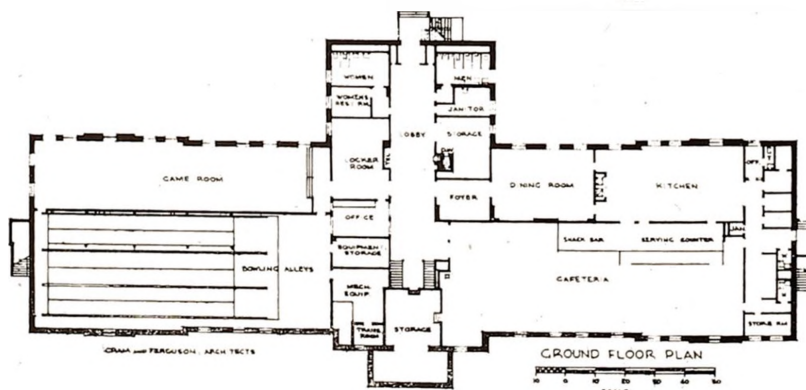 WOMEN
MEN
WOMEN'S
REST RM.
JANITOR
LOBBY
STORAGE
TEL
LOCKER
ROOM
OFF.
GAME ROOM
DINING ROOM
KITCHEN
FOYER
OFFICE
JAN.
SNACK BAR
SERVING COUNTER
EQUIPMENT
STORAGE
BOWLING ALLEYS
CAFETERIA
MECH.
EQUIP.
TRANS.
ROOM
STORAGE
STORE RM
CRAM AND FERGUSON: ARCHITECTS
GROUND FLOOR PLAN
10 0 10 20 30 40 50